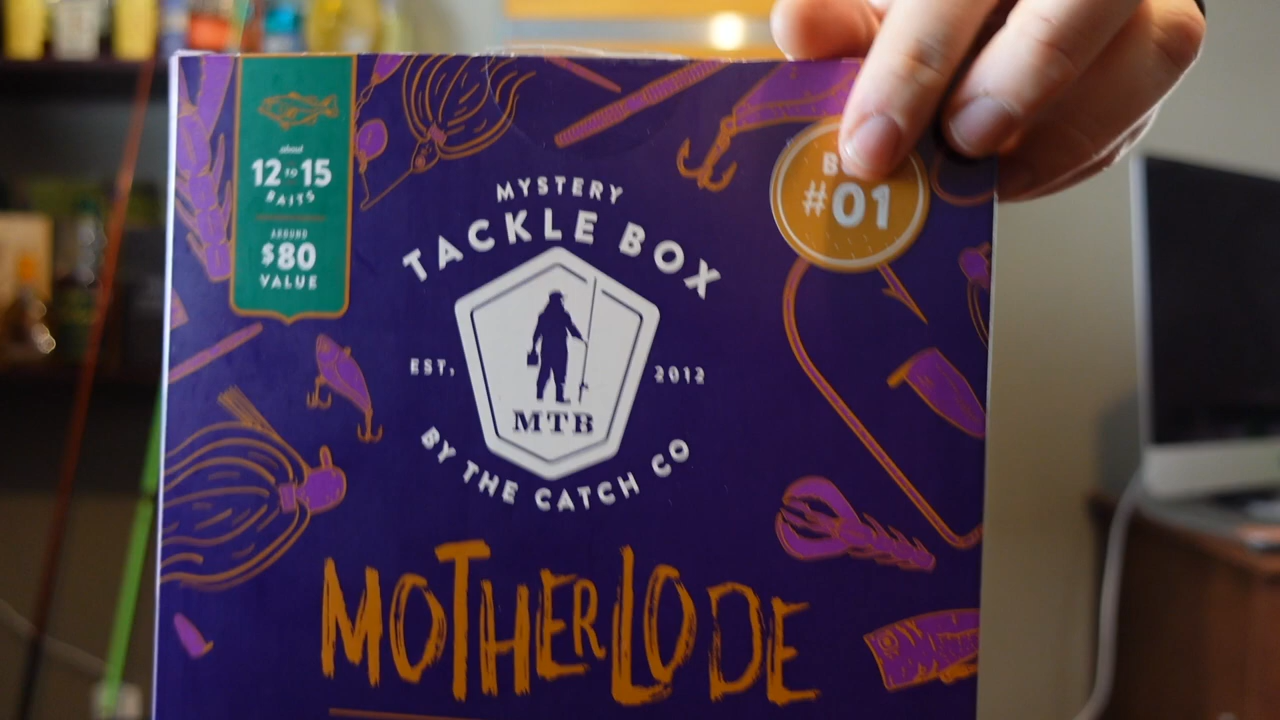 about
12 TO 15
BAITS
AROUND
$80
VALUE
MYSTERY
TACKLE BOX
EST. 2012
MTB
BY THE CATCH CO
#01
MOTHERLODE